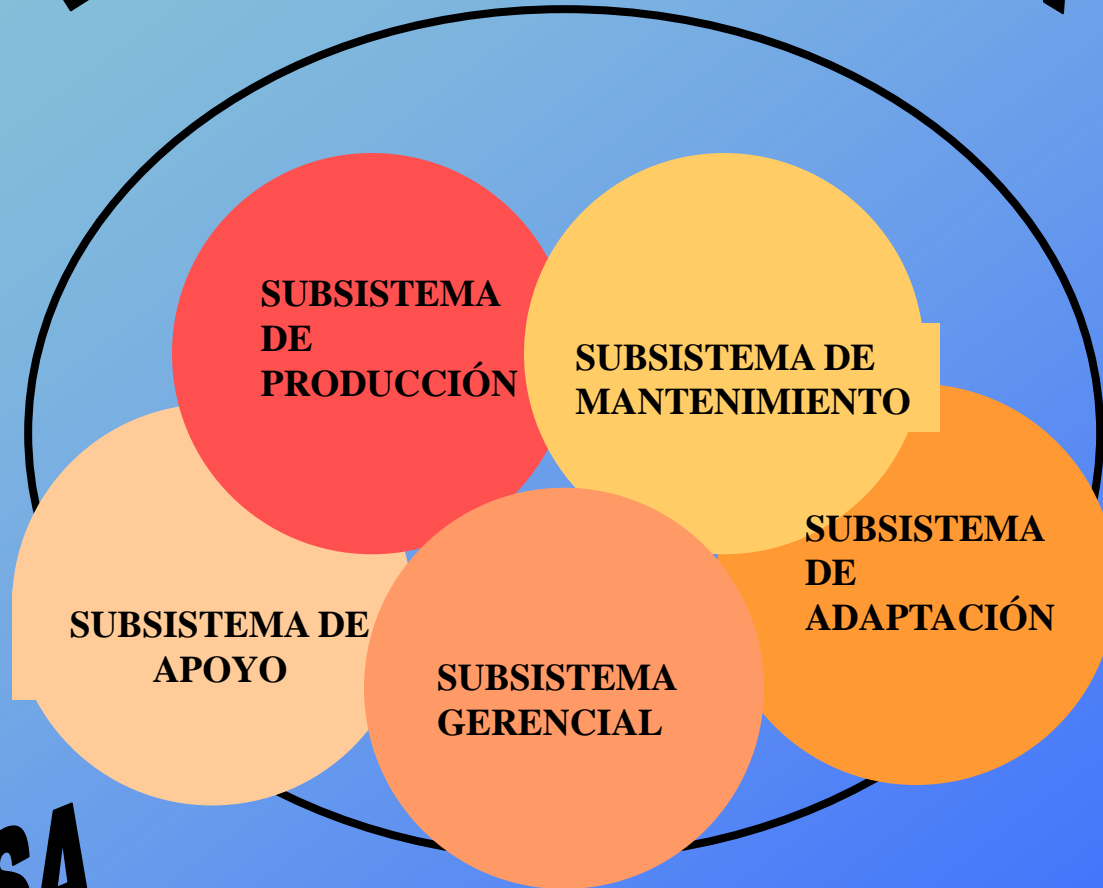 SUBSISTEMA
DE
PRODUCCIÓN
SUBSISTEMA DE
MANTENIMIENTO
SUBSISTEMA
DE
ADAPTACIÓN
SUBSISTEMA DE
APOYO
SUBSISTEMA
GERENCIAL